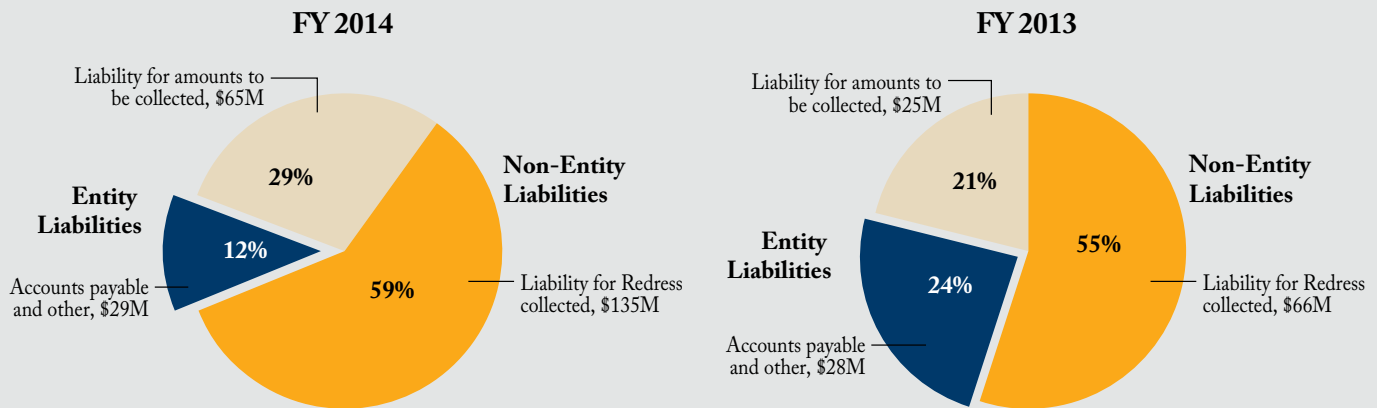 FY 2014
Liability for amounts to
be collected, $65M
29%
Non-Entity
Liabilities
Entity
Liabilities
12%
59%
Accounts payable
and other, $29M
Liability for Redress
collected, $135M
FY 2013
Liability for amounts to
be collected, $25M
21%
Non-Entity
Liabilities
Entity
Liabilities
55%
24%
Liability for Redress
collected, $66M
Accounts payable
and other, $28M